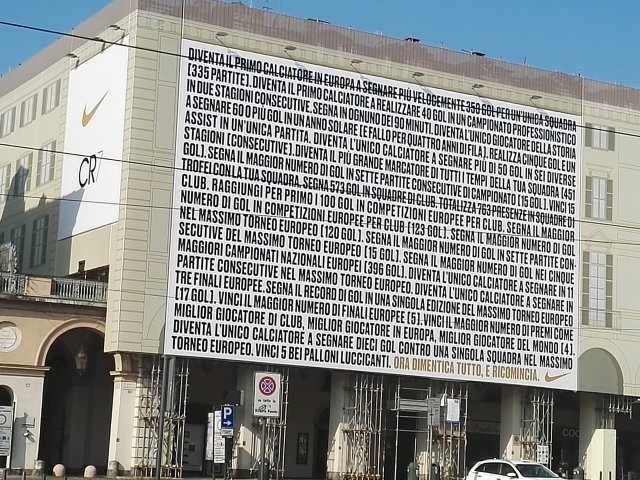 DIVENTA IL PRIMO CALCIATORE IN EUROPA A SEGNARE PIÙ VELOCEMENTE 350 GOL PER UN'UNICA SQUADRA
(335 PARTITE). DIVENTA IL PRIMO CALCIATORE A REALIZZARE 40 GOL IN UN CAMPIONATO PROFESSIONISTICO
IN DUE STAGIONI CONSECUTIVE. SEGNA IN OGNUNO DEI 90 MINUTI. DIVENTA L'UNICO GIOCATORE DELLA STORIA
A SEGNARE 60 O PIÙ GOL IN UN ANNO SOLARE (E FALLO PER QUATTRO ANNI DI FILA). REALIZZA CINQUE GOL E UN
ASSIST IN UN'UNICA PARTITA. DIVENTA L'UNICO CALCIATORE A SEGNARE PIÙ DI 50 GOL IN SEI DIVERSE
STAGIONI (CONSECUTIVE). DIVENTA IL PIÙ GRANDE MARCATORE DI TUTTI I TEMPI DELLA TUA SQUADRA (451
GOL). SEGNA IL MAGGIOR NUMERO DI GOL IN SETTE PARTITE CONSECUTIVE DI CAMPIONATO (15 GOL). VINCI 15
TROFEI CON LA TUA SQUADRA. SEGNA 573 GOL IN SQUADRE DI CLUB. TOTALIZZA 763 PRESENZE IN SQUADRE DI
CLUB. RAGGIUNGI PER PRIMO I 100 GOL IN COMPETIZIONI EUROPEE PER CLUB. SEGNA IL MAGGIOR
NUMERO DI GOL IN COMPETIZIONI EUROPEE PER CLUB (123 GOL). SEGNA IL MAGGIOR NUMERO DI GOL
NEL MASSIMO TORNEO EUROPEO (120 GOL). SEGNA IL MAGGIOR NUMERO DI GOL IN SETTE PARTITE CON-
SECUTIVE DEL MASSIMO TORNEO EUROPEO (15 GOL). SEGNA IL MAGGIOR NUMERO DI GOL NEI CINQUE
MAGGIORI CAMPIONATI NAZIONALI EUROPEI (396 GOL). DIVENTA L'UNICO CALCIATORE A SEGNARE IN 11
PARTITE CONSECUTIVE NEL MASSIMO TORNEO EUROPEO. DIVENTA L'UNICO CALCIATORE A SEGNARE IN
TRE FINALI EUROPEE. SEGNA IL RECORD DI GOL IN UNA SINGOLA EDIZIONE DEL MASSIMO TORNEO EUROPEO
(17 GOL). VINCI IL MAGGIOR NUMERO DI FINALI EUROPEE (5). VINCI IL MAGGIOR NUMERO DI PREMI COME
MIGLIOR GIOCATORE DI CLUB, MIGLIOR GIOCATORE IN EUROPA, MIGLIOR GIOCATORE DEL MONDO (4).
DIVENTA L'UNICO CALCIATORE A SEGNARE DIECI GOL CONTRO UNA SINGOLA SQUADRA NEL MASSIMO
TORNEO EUROPEO. VINCI 5 BEI PALLONI LUCCICANTI. ORA DIMENTICA TUTTO, E RICOMINCIA.
CR7
P